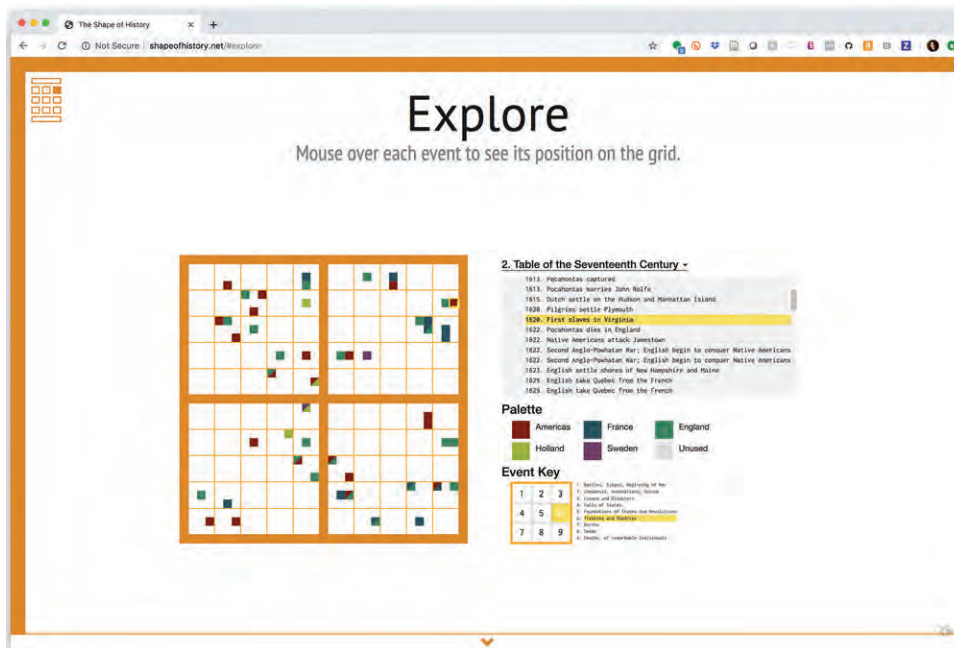 The Shape of History
Not Secure shapeofhistory.net/#explore
Explore
Mouse over each event to see its position on the grid.
2. Table of the Seventeenth Century
1613. Pocahontas captured
1613. Pocahontas marries John Rolfe
1615. Dutch settle on the Hudson and Manhattan Island
1620. Pilgrims settle Plymouth
1620. First slaves in Virginia
1622. Pocahontas dies in England
1622. Native Americans attack Jamestown
1622. Second Anglo-Powhatan War; English begin to conquer Native Americans
1622. Second Anglo-Powhatan War; English begin to conquer Native Americans
1623. English settle shores of New Hampshire and Maine
1629. English take Quebec from the French
1629. English take Quebec from the French
Palette
Americas France England
Holland Sweden Unused
Event Key
1 2 3
4 5 6
7 8 9
1. Battles, Sieges, Beginning of War
2. Conquests, Annexations, Unions
3. Losses and Disasters
4. Falls of States
5. Foundations of States and Revolutions
6. Treaties and Sundries
7. Births
8. Deeds
9. Deaths, of remarkable individuals